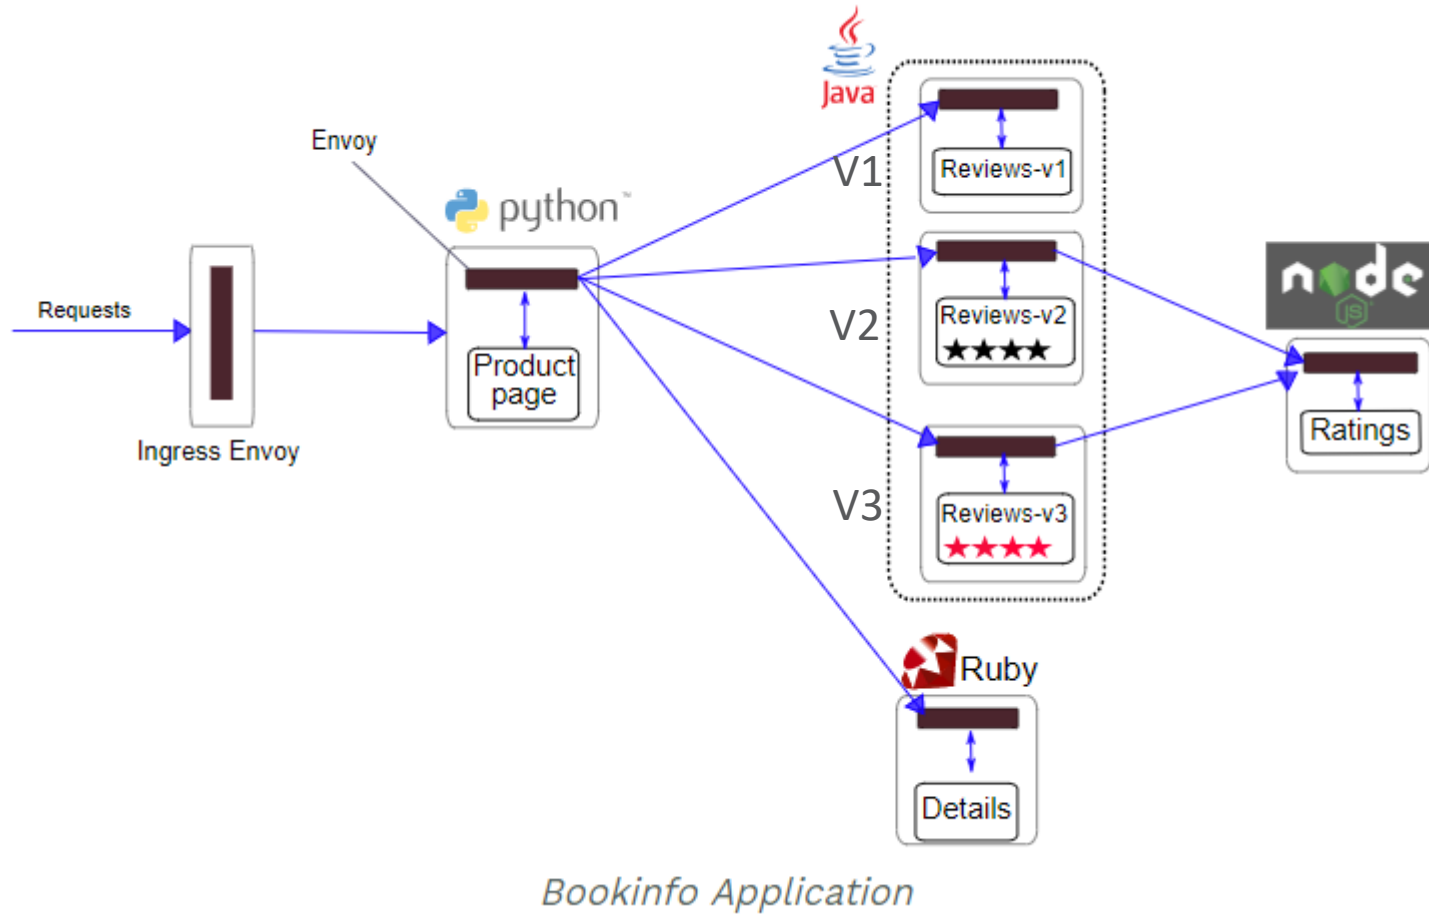 Java
Envoy
V1
Reviews-v1
python™
node
JS
Requests
V2
Reviews-v2
Product
page
Ratings
Ingress Envoy
V3
Reviews-v3
Ruby
Details
Bookinfo Application